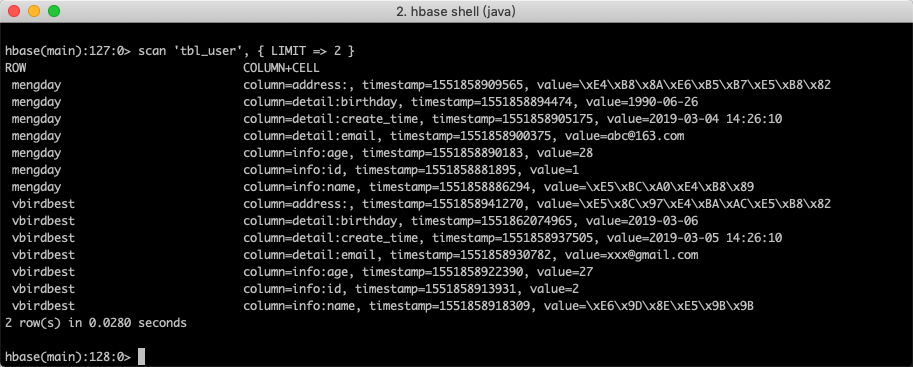 2. hbase shell (java)
hbase(main):127:0> scan 'tbl_user', { LIMIT => 2 }
ROW COLUMN+CELL
mengday column=address:, timestamp=1551858909565, value=\xE4\xB8\x8A\xE6\xB5\xB7\xE5\xB8\x82
mengday column=detail:birthday, timestamp=1551858894474, value=1990-06-26
mengday column=detail:create_time, timestamp=1551858905175, value=2019-03-04 14:26:10
mengday column=detail:email, timestamp=1551858900375, value=abc@163.com
mengday column=info:age, timestamp=1551858890183, value=28
mengday column=info:id, timestamp=1551858881895, value=1
mengday column=info:name, timestamp=1551858886294, value=\xE5\xBC\xA0\xE4\xB8\x89
vbirdbest column=address:, timestamp=1551858941270, value=\xE5\x8C\x97\xE4\xBA\xAC\xE5\xB8\x82
vbirdbest column=detail:birthday, timestamp=1551862074965, value=2019-03-06
vbirdbest column=detail:create_time, timestamp=1551858937505, value=2019-03-05 14:26:10
vbirdbest column=detail:email, timestamp=1551858930782, value=xxx@gmail.com
vbirdbest column=info:age, timestamp=1551858922390, value=27
vbirdbest column=info:id, timestamp=1551858913931, value=2
vbirdbest column=info:name, timestamp=1551858918309, value=\xE6\x9D\x8E\xE5\x9B\x9B
2 row(s) in 0.0280 seconds
hbase(main):128:0>